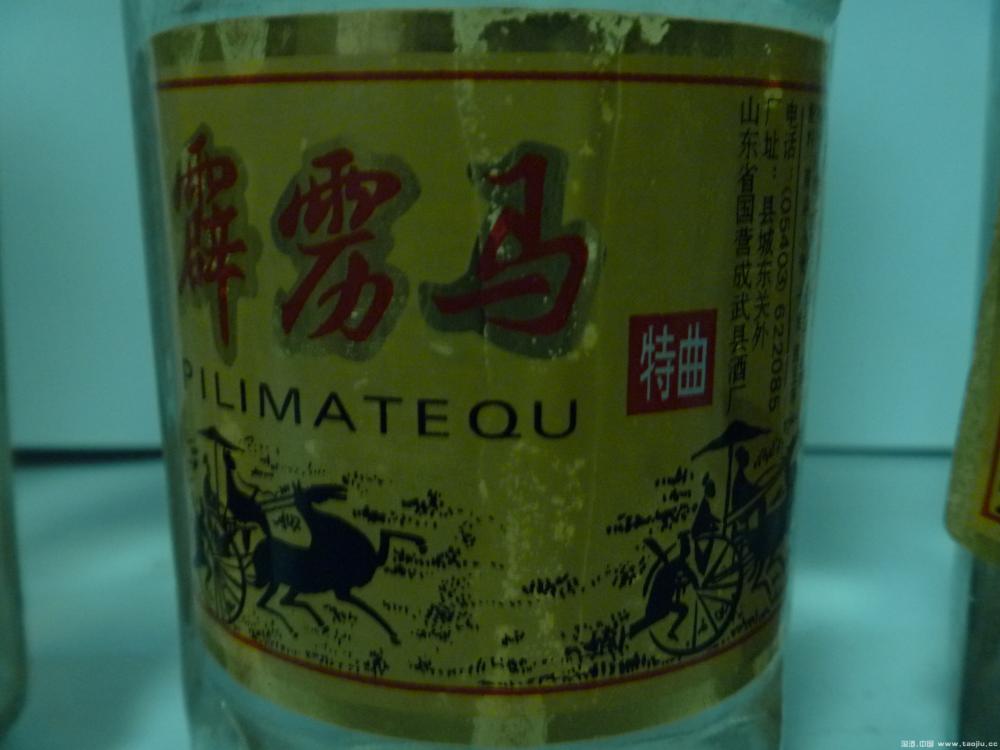 霹雳马
PILIMATEQU
特曲
电话:(05403)622085
厂址:县城东关外
山东省国营成武县酒厂
淘酒.中国 www.taojiu.cc